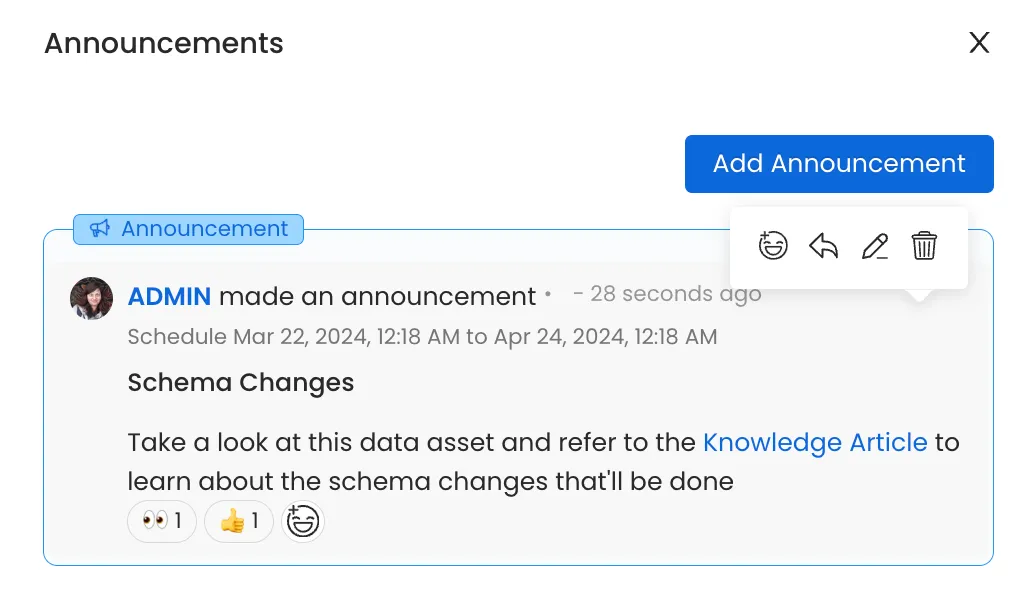 Announcements
X
Add Announcement
Announcement
ADMIN made an announcement • - 28 seconds ago
Schedule Mar 22, 2024, 12:18 AM to Apr 24, 2024, 12:18 AM
Schema Changes
Take a look at this data asset and refer to the Knowledge Article to
learn about the schema changes that'll be done
👀 1 👍 1